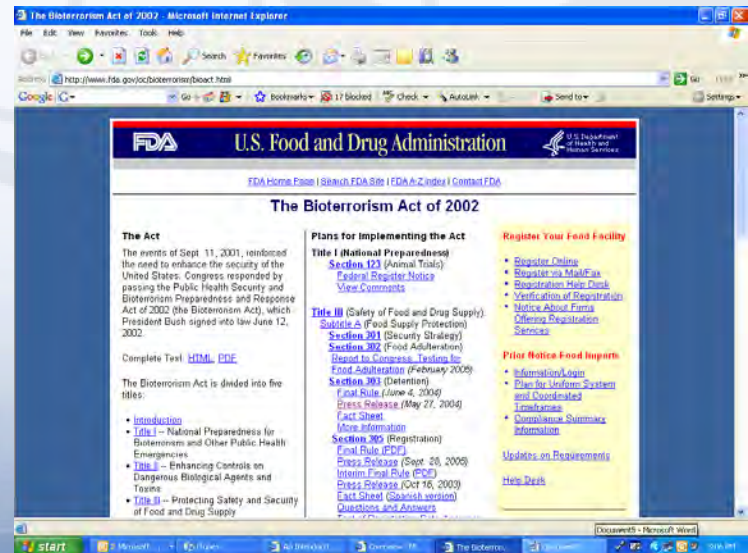 The Bioterrorism Act of 2002 - Microsoft Internet Explorer
File Edit View Favorites Tools Help
Search Favorites
Address http://www.fda.gov/oc/bioterrorism/bioact.html Go
Google Go Bookmarks 17 blocked Check AutoLink Send to Settings
FDA U.S. Food and Drug Administration U.S. Department of Health and Human Services
FDA Home Page | Search FDA Site | FDA A-Z Index | Contact FDA
The Bioterrorism Act of 2002
The Act
The events of Sept. 11, 2001, reinforced
the need to enhance the security of the
United States. Congress responded by
passing the Public Health Security and
Bioterrorism Preparedness and Response
Act of 2002 (the Bioterrorism Act), which
President Bush signed into law June 12,
2002.
Complete Text: HTML, PDF
The Bioterrorism Act is divided into five
titles:
• Introduction
• Title I -- National Preparedness for
Bioterrorism and Other Public Health
Emergencies
• Title II -- Enhancing Controls on
Dangerous Biological Agents and
Toxins
• Title III -- Protecting Safety and Security
of Food and Drug Supply
Plans for Implementing the Act
Title I (National Preparedness)
Section 123 (Animal Trials)
Federal Register Notice
View Comments
Title III (Safety of Food and Drug Supply)
Subtitle A (Food Supply Protection)
Section 301 (Security Strategy)
Section 302 (Food Adulteration)
Report to Congress: Testing for
Food Adulteration (February 2005)
Section 303 (Detention)
Final Rule (June 4, 2004)
Press Release (May 27, 2004)
Fact Sheet
More Information
Section 305 (Registration)
Final Rule (PDF)
Press Release (Sept. 28, 2005)
Interim Final Rule (PDF)
Press Release (Oct 16, 2003)
Fact Sheet (Spanish version)
Questions and Answers
Register Your Food Facility
• Register Online
• Register via Mail/Fax
• Registration Help Desk
• Verification of Registration
• Notice About Firms
Offering Registration
Services
Prior Notice Food Imports
• Information/Login
• Plan for Uniform System
and Coordinated
Timeframes
• Compliance Summary
Information
Updates on Requirements
Help Desk
Document5 - Microsoft Word
start 2 Microsoft The Bioterror...